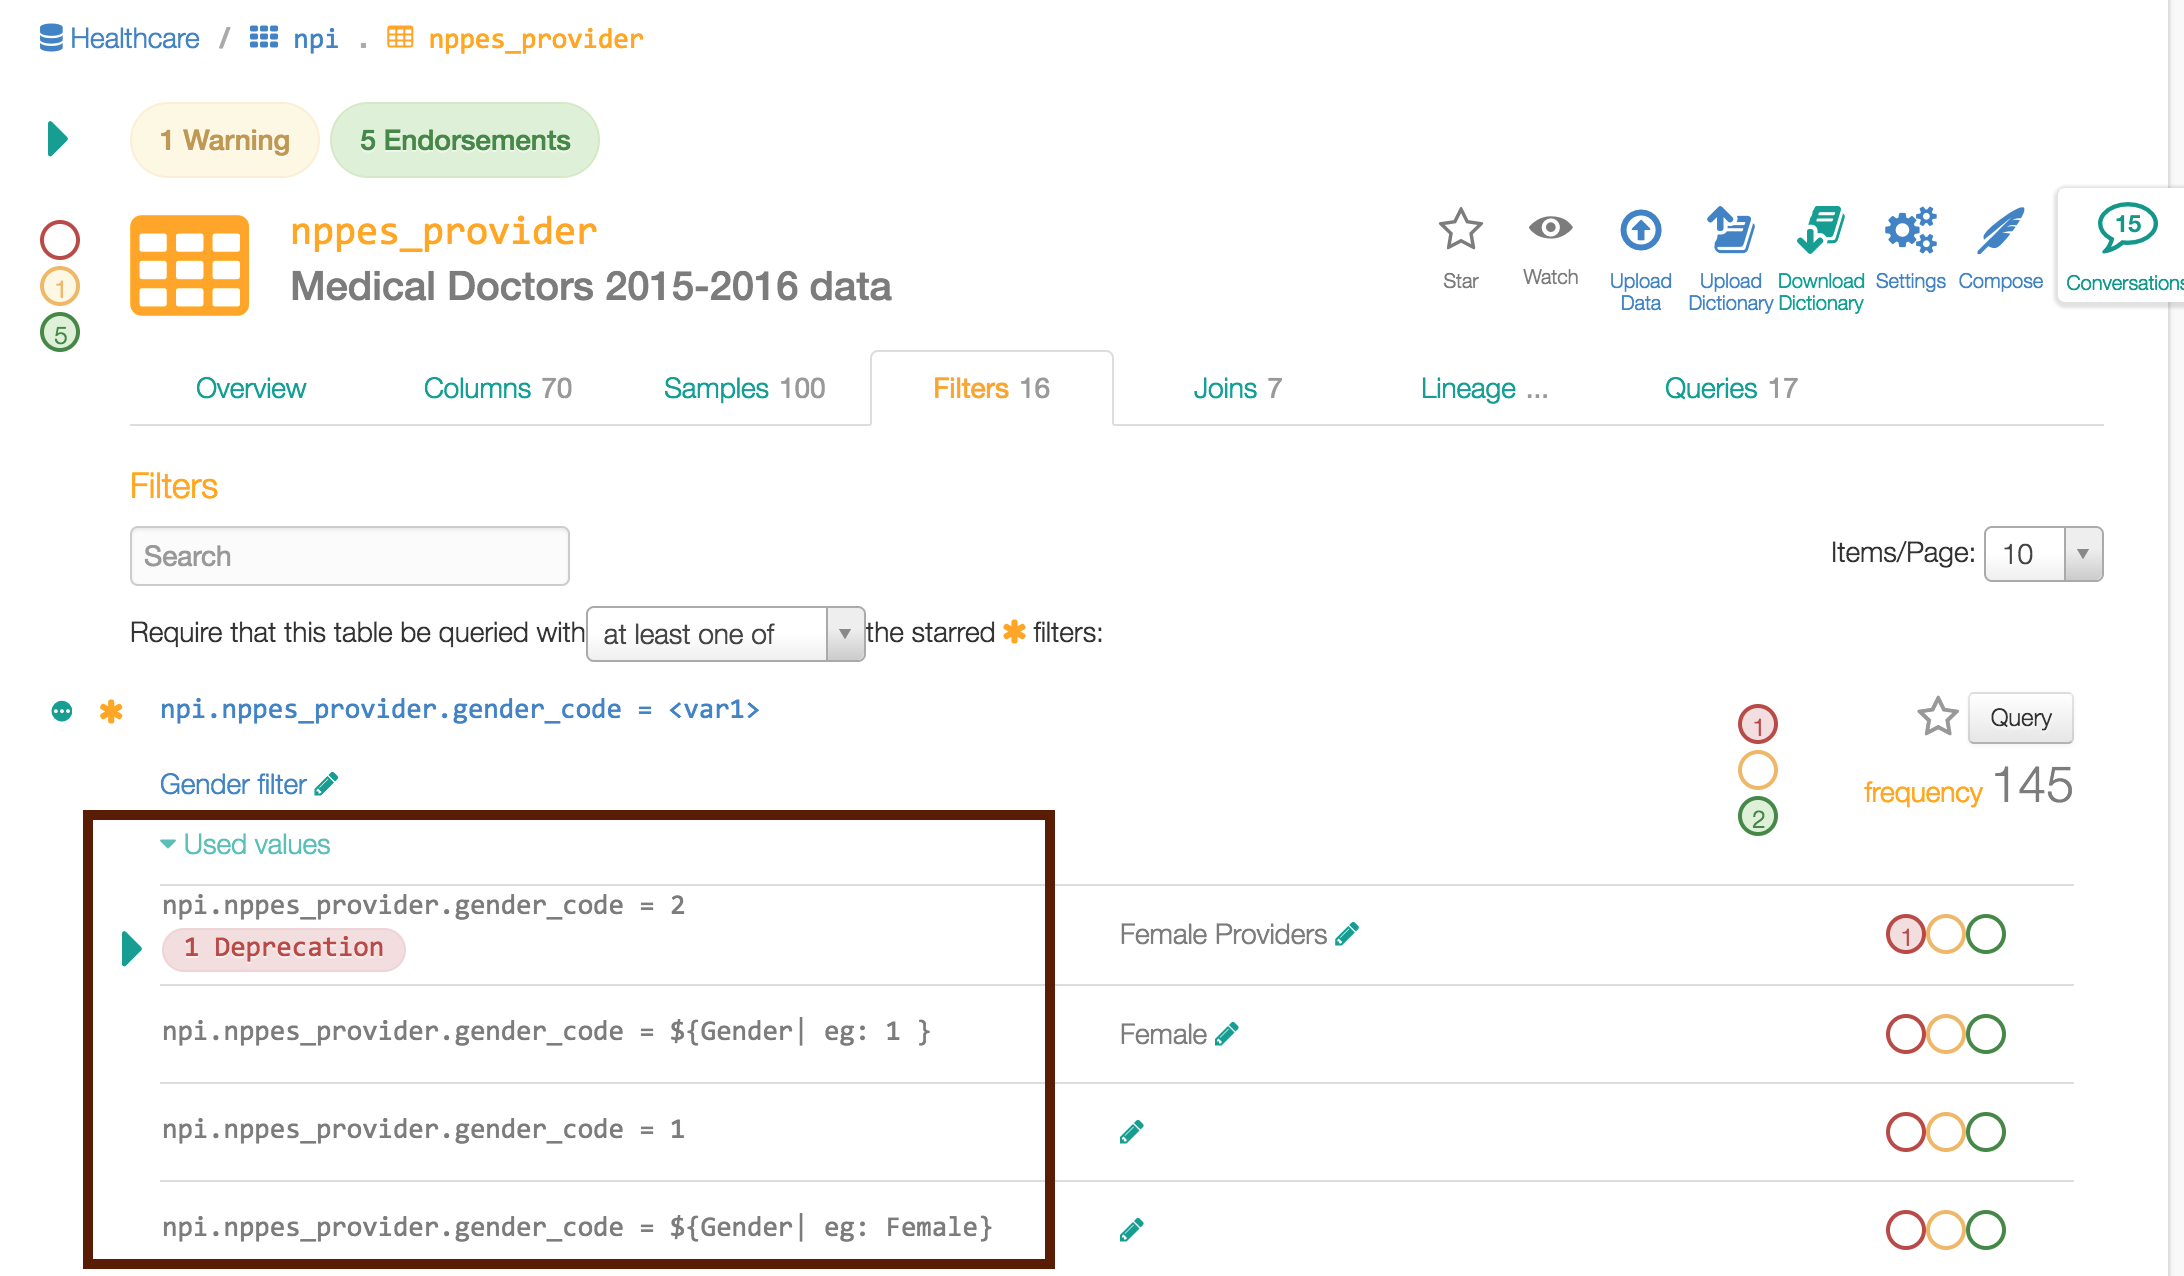 Healthcare / npi . nppes_provider
1 Warning 5 Endorsements
nppes_provider
Medical Doctors 2015-2016 data
1
5
Star Watch Upload Data Upload Dictionary Download Dictionary Settings Compose 15 Conversations
Overview Columns 70 Samples 100 Filters 16 Joins 7 Lineage ... Queries 17
Filters
Search Items/Page: 10
Require that this table be queried with at least one of the starred * filters:
* npi.nppes_provider.gender_code = <var1> 1 Query
Gender filter 2 frequency 145
Used values
npi.nppes_provider.gender_code = 2
1 Deprecation Female Providers 1
npi.nppes_provider.gender_code = ${Gender| eg: 1 } Female
npi.nppes_provider.gender_code = 1
npi.nppes_provider.gender_code = ${Gender| eg: Female}